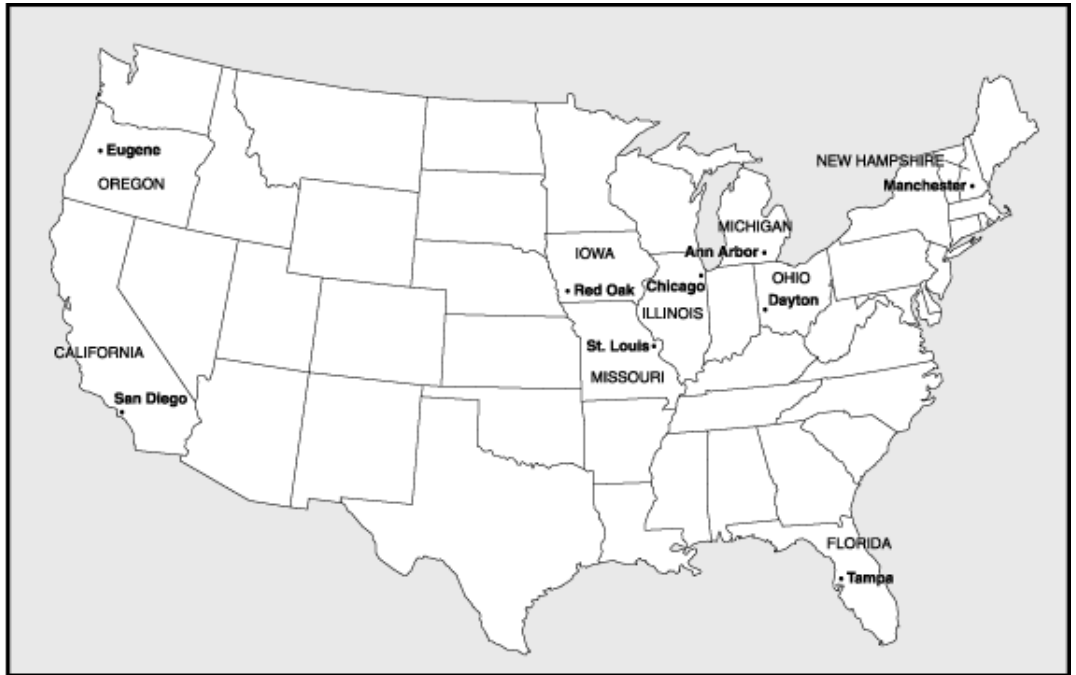 Eugene
OREGON
NEW HAMPSHIRE
Manchester
MICHIGAN
Ann Arbor
IOWA
Red Oak
Chicago
ILLINOIS
OHIO
Dayton
St. Louis
MISSOURI
CALIFORNIA
San Diego
FLORIDA
Tampa